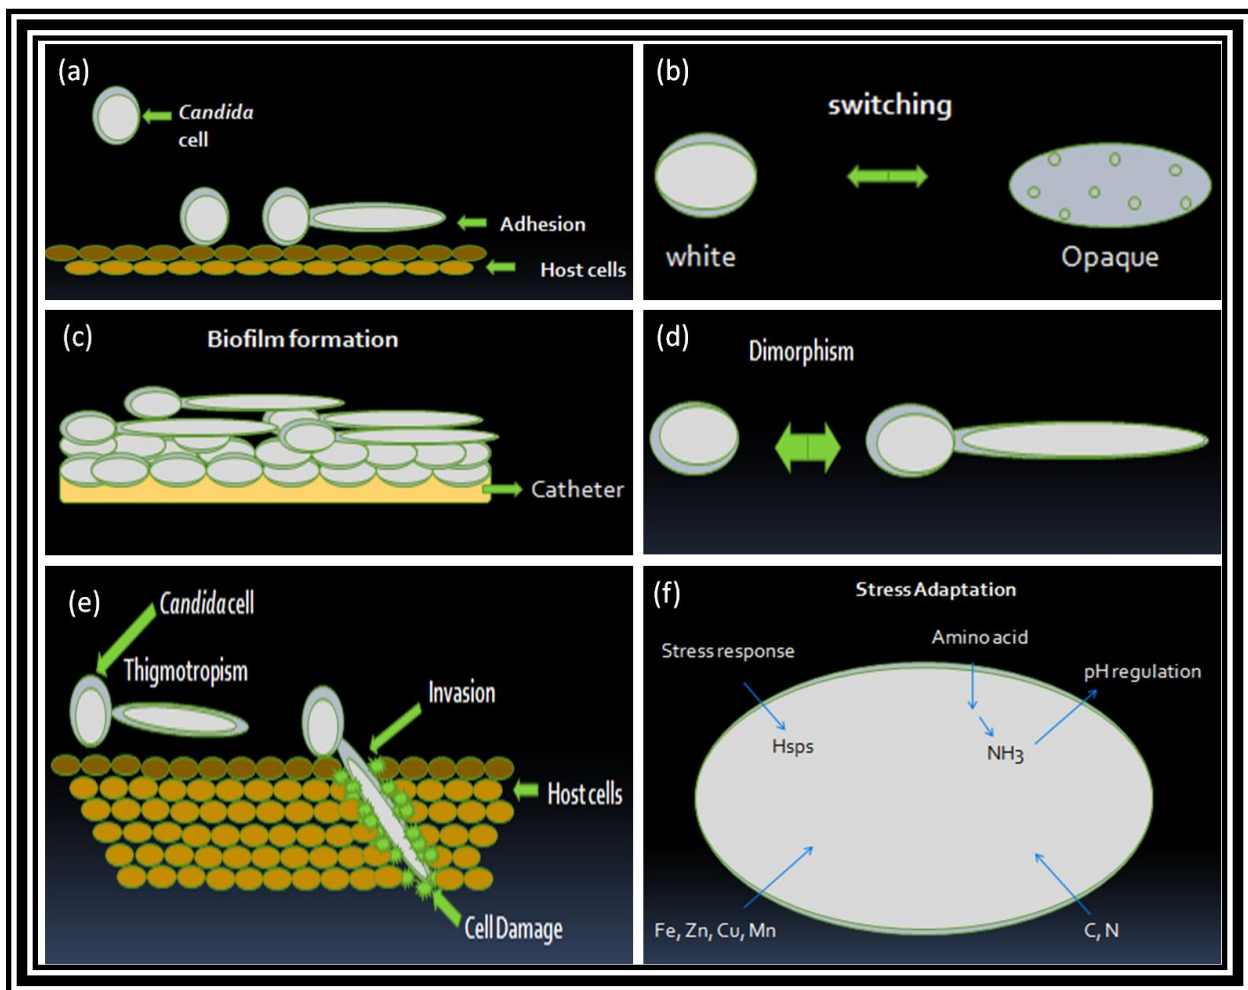 (a)
Candida
cell
Adhesion
Host cells
(b)
switching
white
Opaque
(c)
Biofilm formation
Catheter
(d)
Dimorphism
(e)
Candida cell
Thigmotropism
Invasion
Host cells
Cell Damage
(f)
Stress Adaptation
Amino acid
Stress response
pH regulation
Hsps
NH3
Fe, Zn, Cu, Mn
C, N